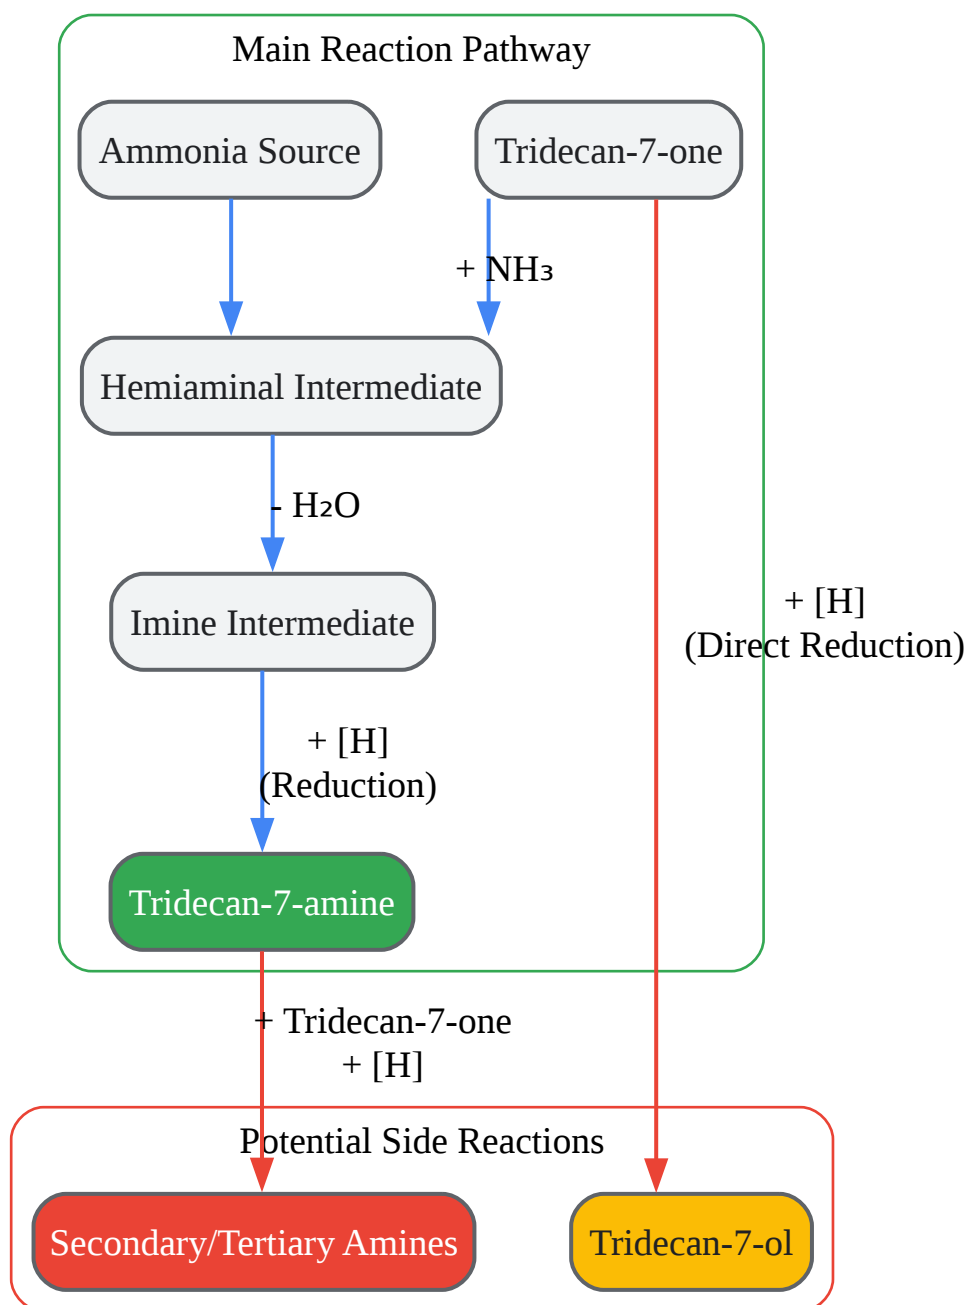 Main Reaction Pathway
Ammonia Source
Tridecan-7-one
+ NH₃
Hemiaminal Intermediate
- H₂O
Imine Intermediate
+ [H]
(Direct Reduction)
+ [H]
(Reduction)
Tridecan-7-amine
+ Tridecan-7-one
+ [H]
Potential Side Reactions
Secondary/Tertiary Amines
Tridecan-7-ol